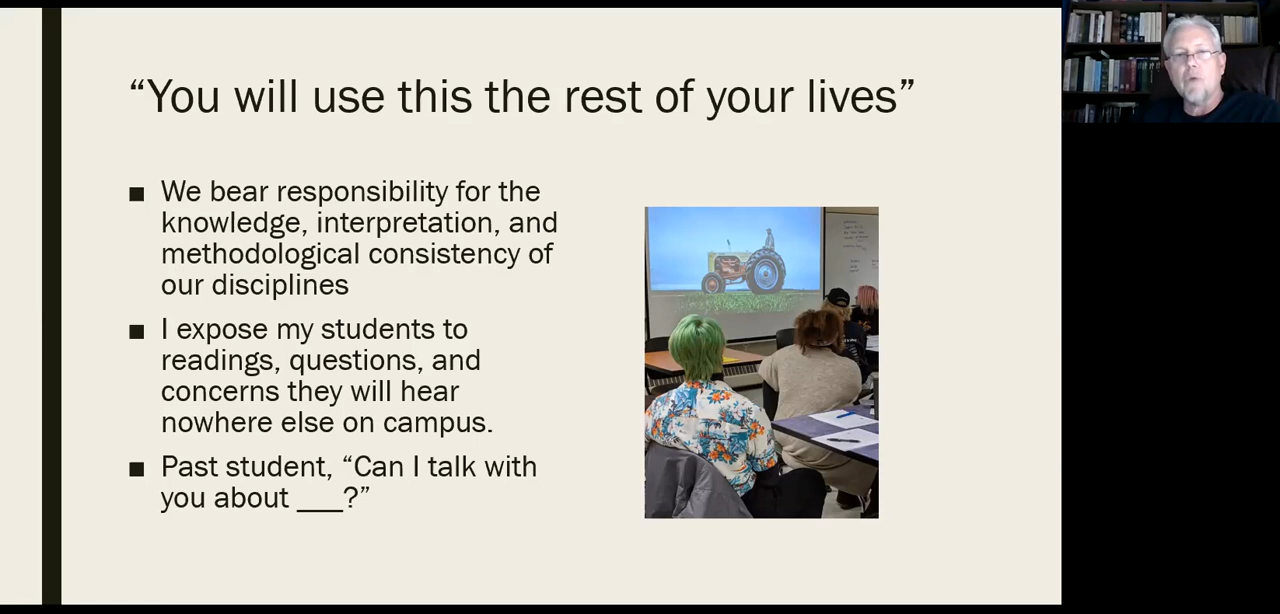 “You will use this the rest of your lives”
■ We bear responsibility for the
knowledge, interpretation, and
methodological consistency of
our disciplines
■ I expose my students to
readings, questions, and
concerns they will hear
nowhere else on campus.
■ Past student, “Can I talk with
you about ___?”